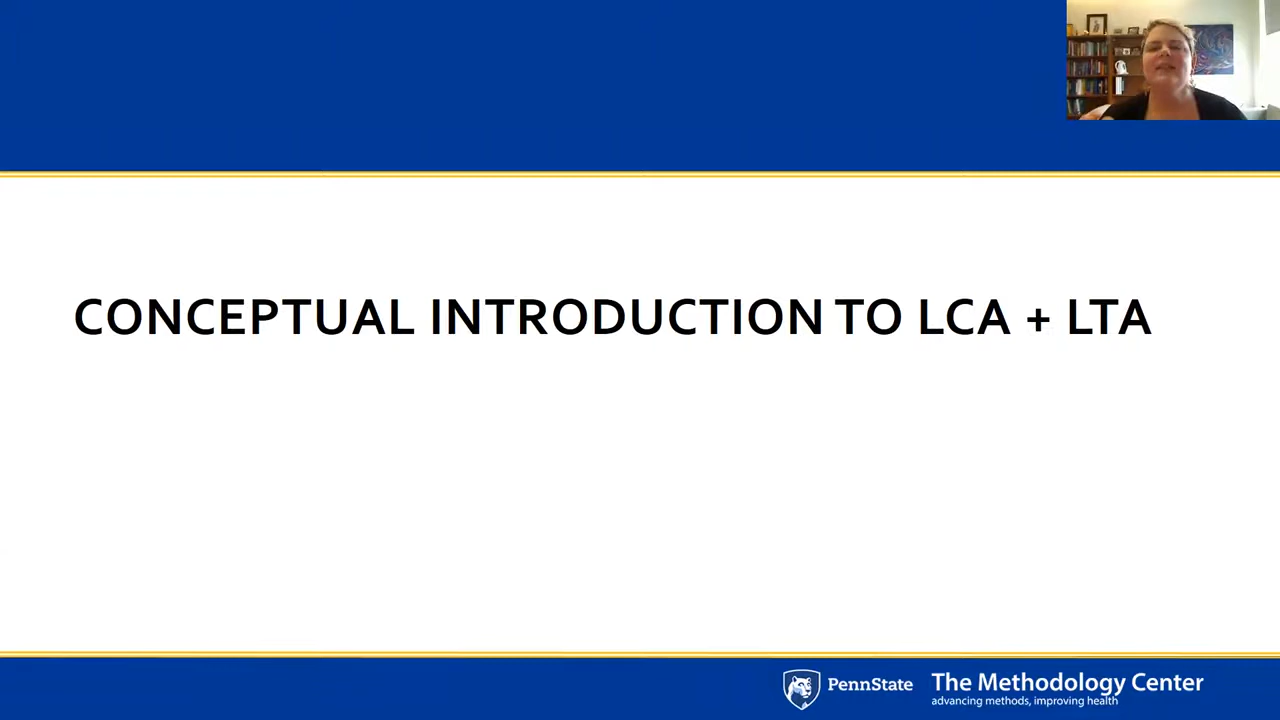 CONCEPTUAL INTRODUCTION TO LCA + LTA
PennState
The Methodology Center
advancing methods, improving health